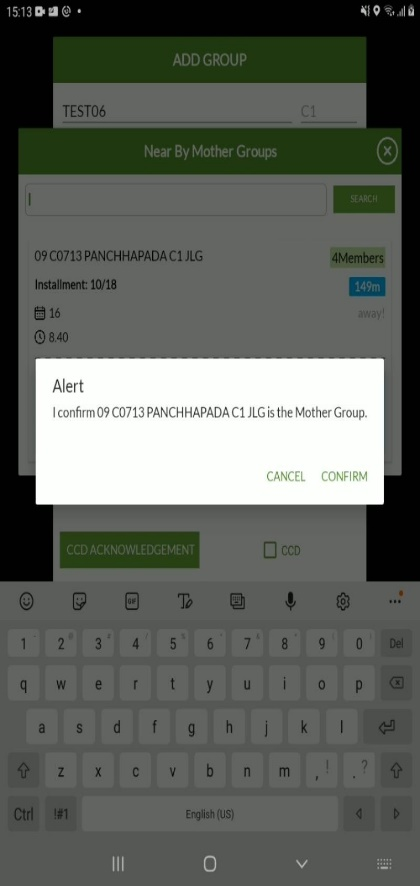 15:13
ADD GROUP
TEST06 C1
Near By Mother Groups
SEARCH
09 C0713 PANCHHAPADA C1 JLG 4Members
Installment: 10/18 149m
16 away!
8.40
Alert
I confirm 09 C0713 PANCHHAPADA C1 JLG is the Mother Group.
CANCEL CONFIRM
CCD ACKNOWLEDGEMENT CCD
GIF
1 2 3 4 5 6 7 8 9 0 Del
q w e r t y u i o p
a s d f g h j k l
z x c v b n m , ! . ?
Ctrl !#1 English (US)